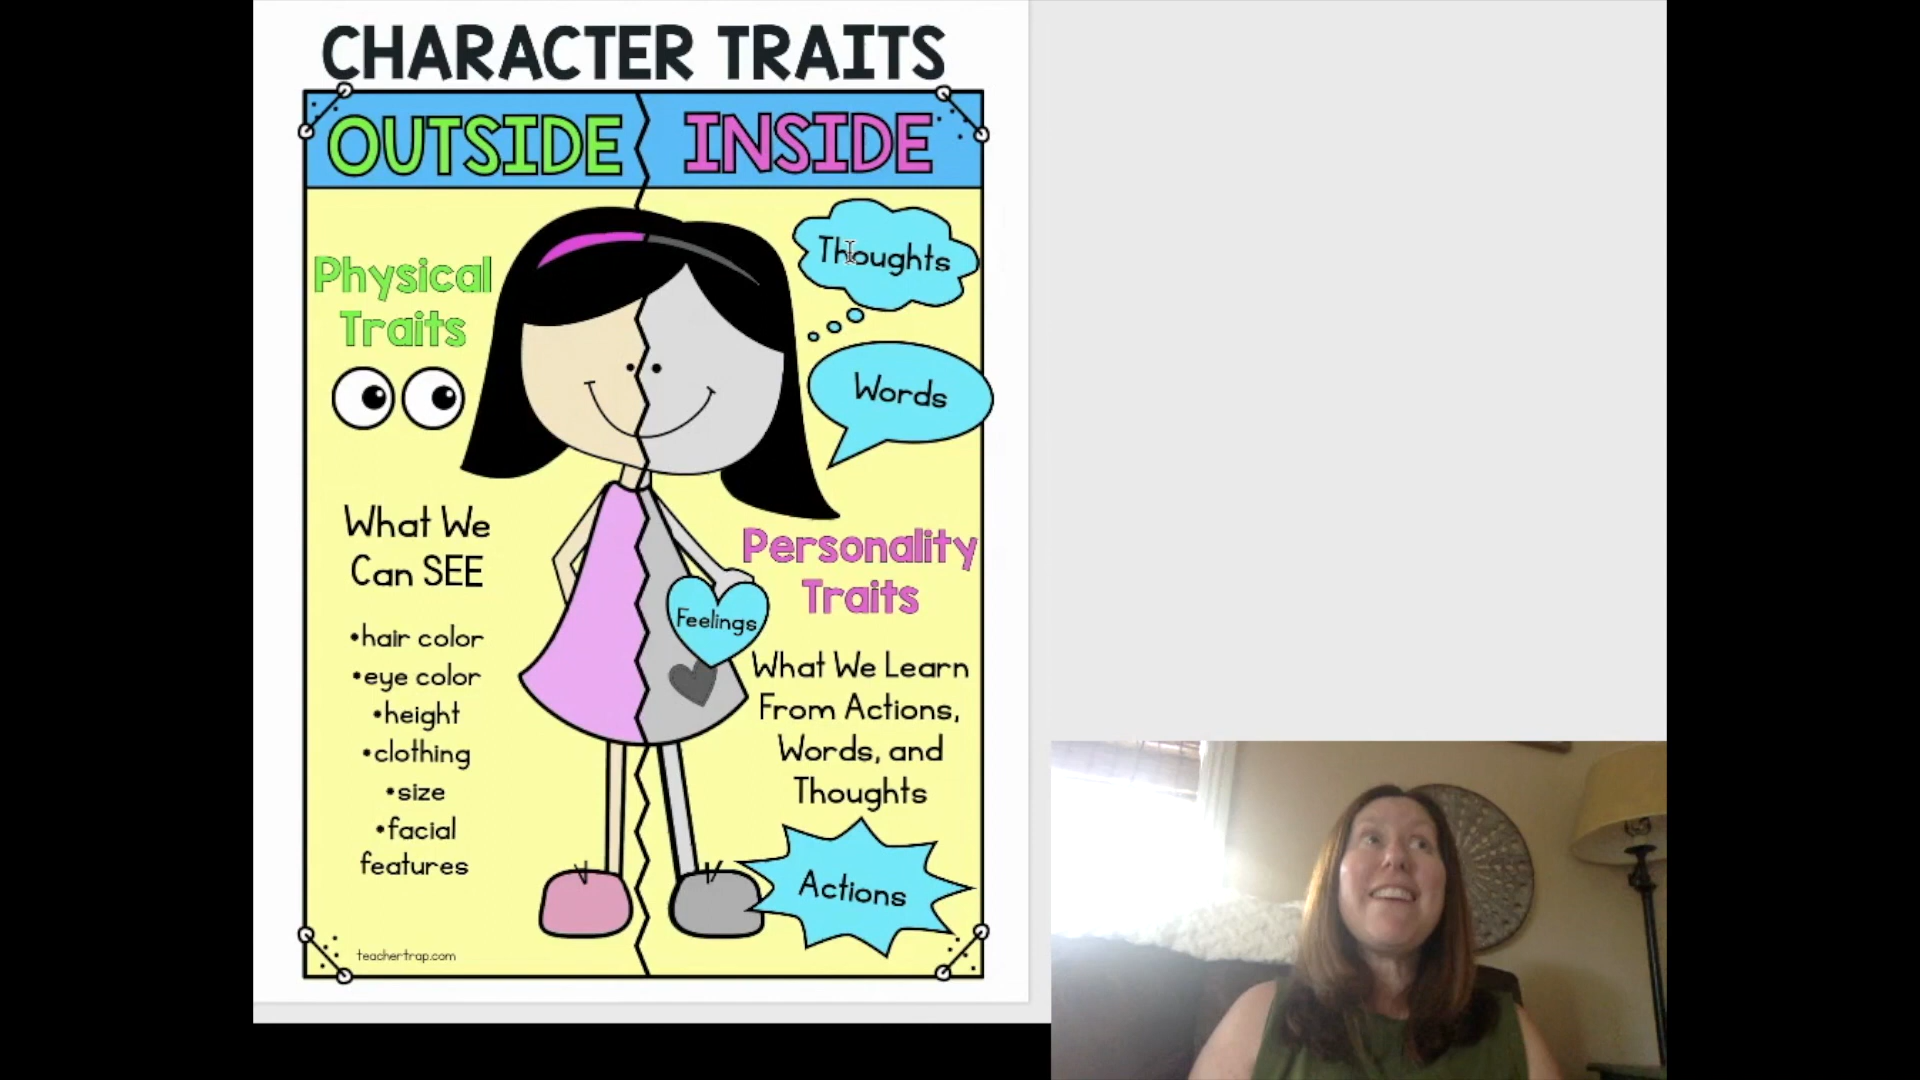 CHARACTER TRAITS
OUTSIDE
INSIDE
Physical
Traits
What We
Can SEE
•hair color
•eye color
•height
•clothing
•size
•facial
features
teachertrap.com
Thoughts
Words
Personality
Traits
Feelings
What We Learn
From Actions,
Words, and
Thoughts
Actions